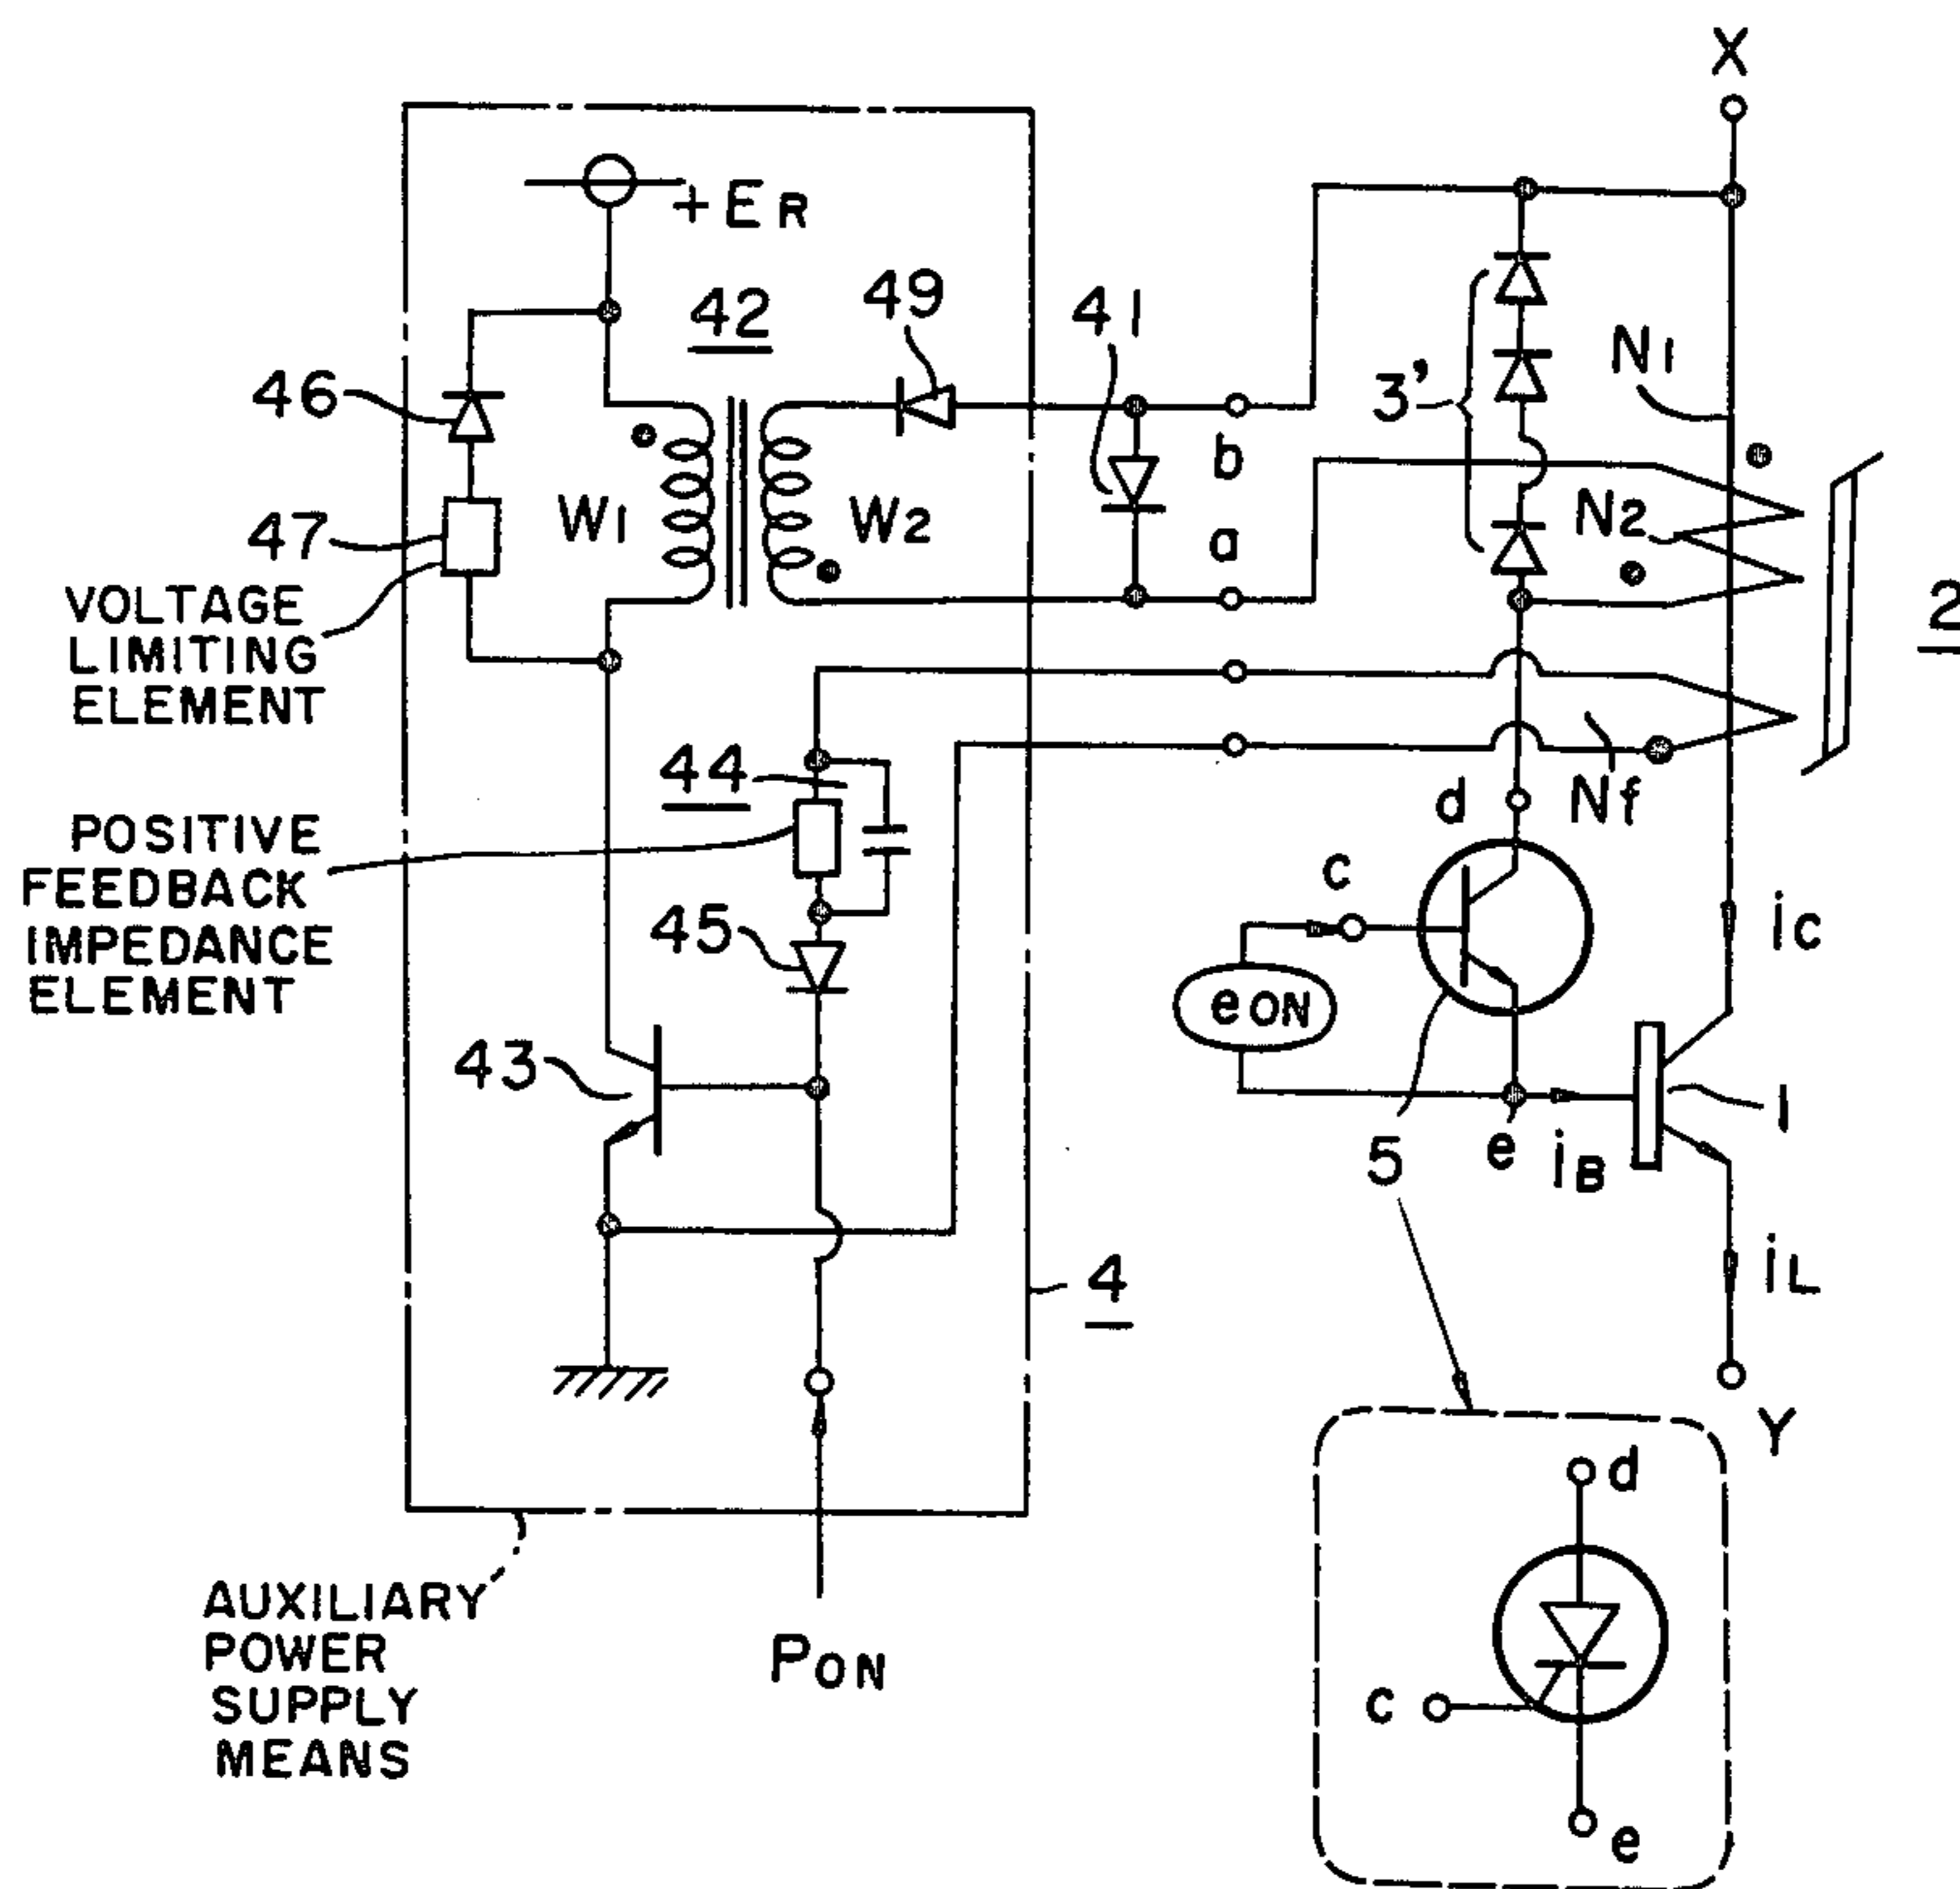 X
+ER
42
49
41
N1
46
3'
b
N2
47
W1
W2
a
VOLTAGE
LIMITING
ELEMENT
2
44
d
Nf
POSITIVE
FEEDBACK
IMPEDANCE
ELEMENT
c
iC
45
eON
43
1
5
e
iB
4
iL
Y
d
AUXILIARY
POWER
SUPPLY
MEANS
PON
c
e